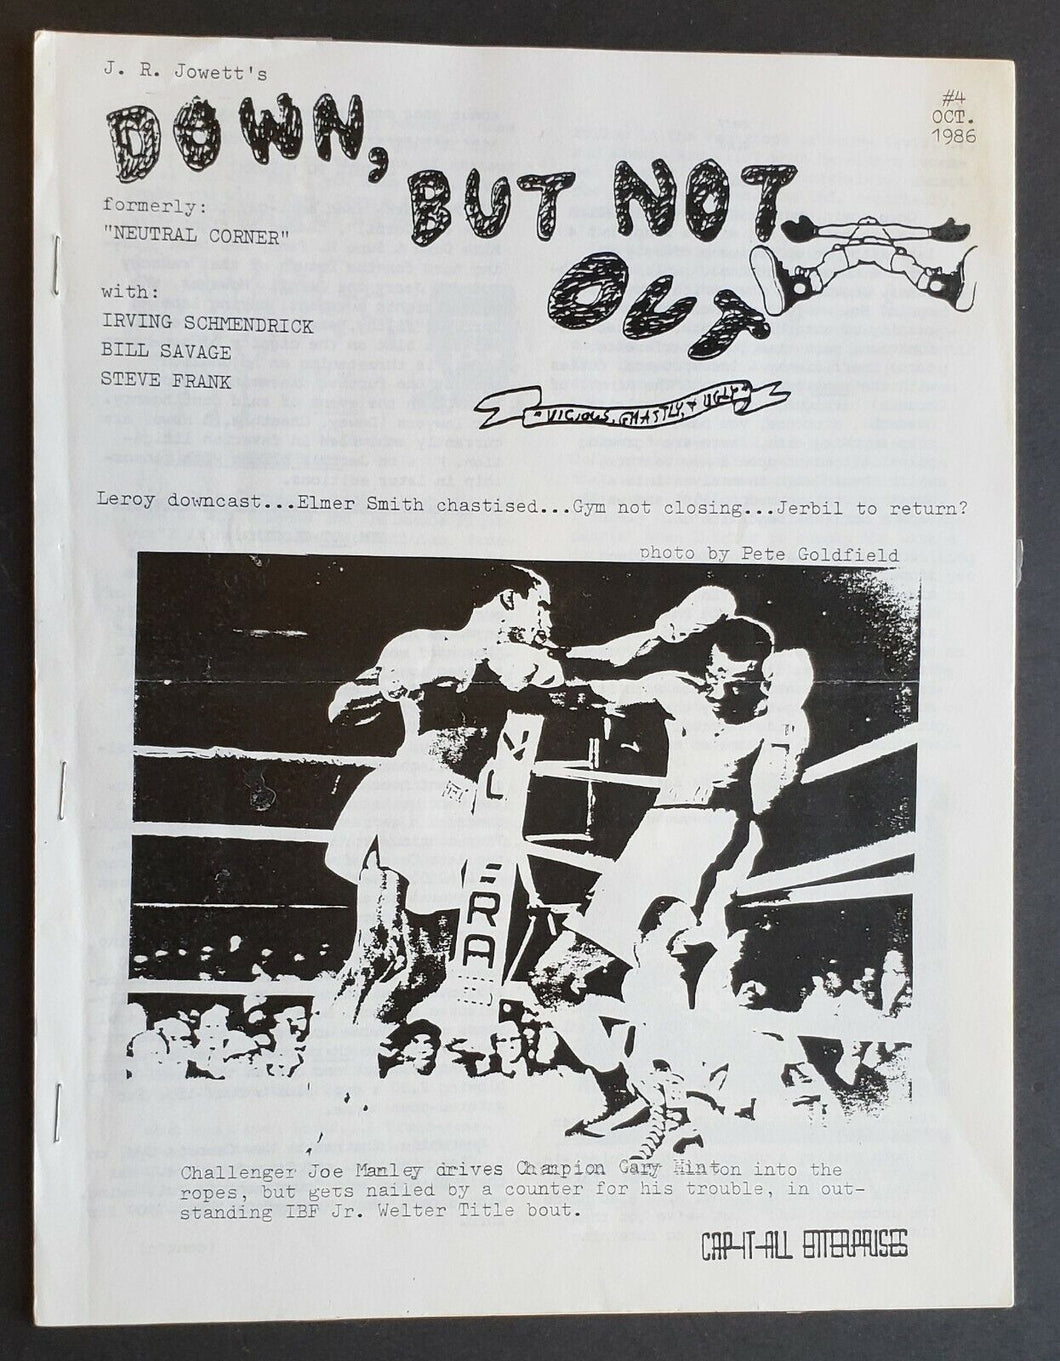 J. R. Jowett's
DOWN,
BUT NOT
OUT
#4
OCT.
1986
formerly:
"NEUTRAL CORNER"
with:
IRVING SCHMENDRICK
BILL SAVAGE
STEVE FRANK
"VICIOUS, GHASTLY, + UGLY"
Leroy downcast...Elmer Smith chastised...Gym not closing...Jerbil to return?
photo by Pete Goldfield
Challenger Joe Manley drives Champion Gary Hinton into the
ropes, but gets nailed by a counter for his trouble, in out-
standing IBF Jr. Welter Title bout.
CAP-IT-ALL ENTERPRISES